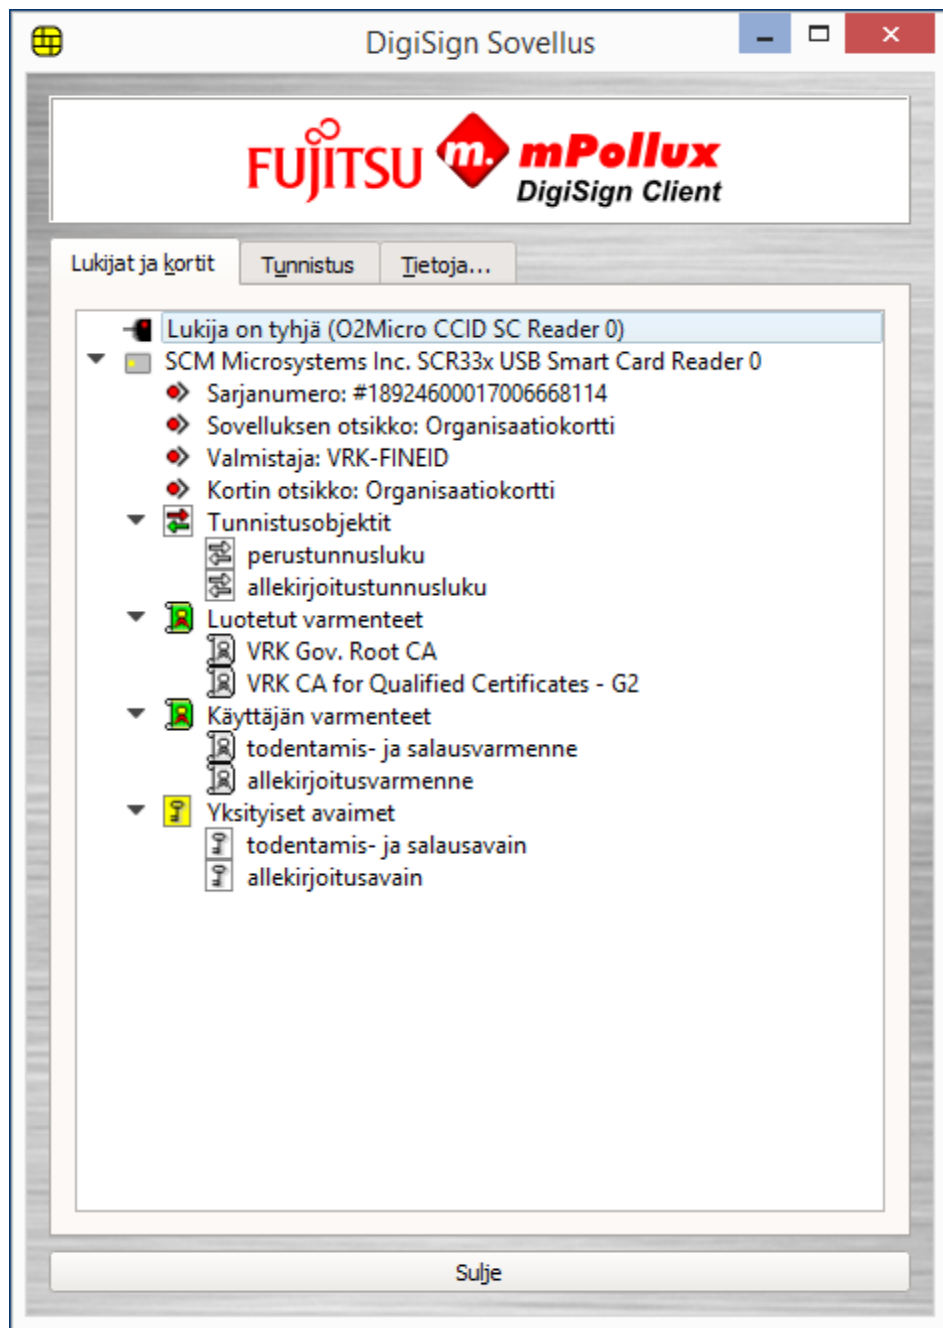 DigiSign Sovellus
FUJITSU m. mPollux
DigiSign Client
Lukijat ja kortit Tunnistus Tietoja...
Lukija on tyhjä (O2Micro CCID SC Reader 0)
SCM Microsystems Inc. SCR33x USB Smart Card Reader 0
Sarjanumero: #18924600017006668114
Sovelluksen otsikko: Organisaatiokortti
Valmistaja: VRK-FINEID
Kortin otsikko: Organisaatiokortti
Tunnistusobjektit
perustunnusluku
allekirjoitustunnusluku
Luotetut varmenteet
VRK Gov. Root CA
VRK CA for Qualified Certificates - G2
Käyttäjän varmenteet
todentamis- ja salausvarmenne
allekirjoitusvarmenne
Yksityiset avaimet
todentamis- ja salausavain
allekirjoitusavain
Sulje